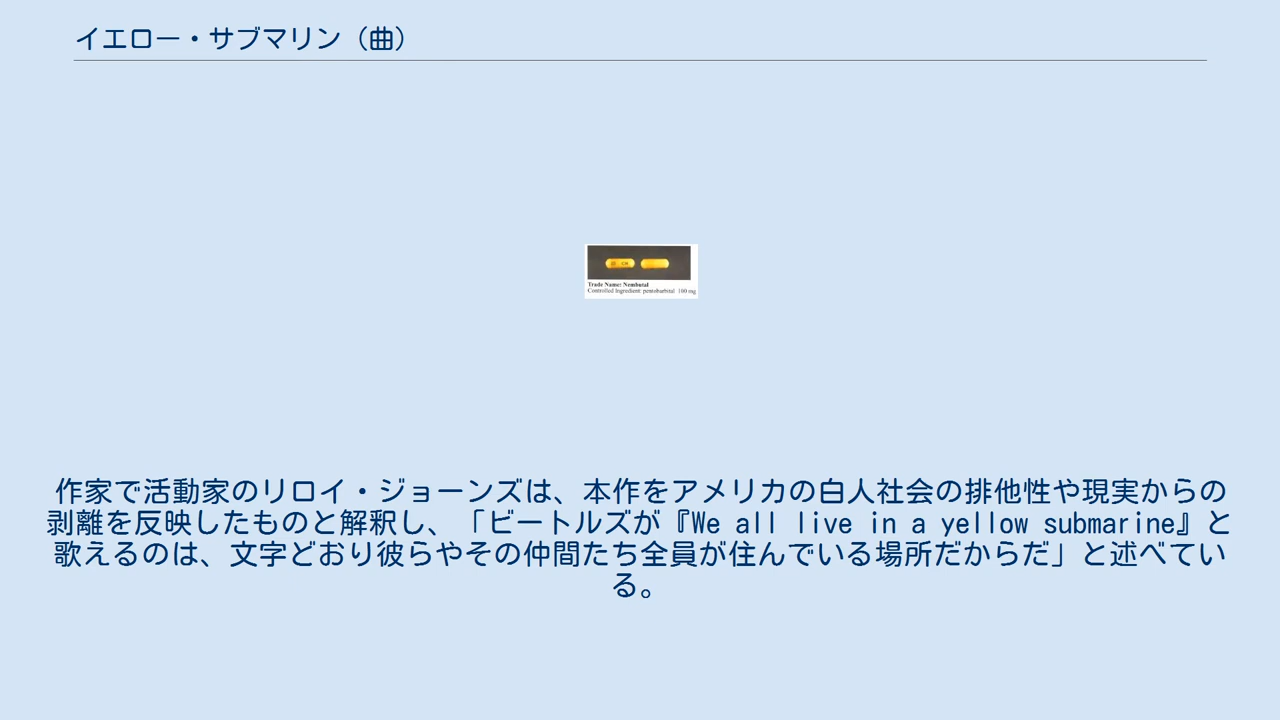 イエロー・サブマリン（曲）
Trade Name: Nembutal
Controlled Ingredient: pentobarbital 100 mg
作家で活動家のリロイ・ジョーンズは、本作をアメリカの白人社会の排他性や現実からの
剥離を反映したものと解釈し、「ビートルズが『We all live in a yellow submarine』と
歌えるのは、文字どおり彼らやその仲間たち全員が住んでいる場所だからだ」と述べてい
る。